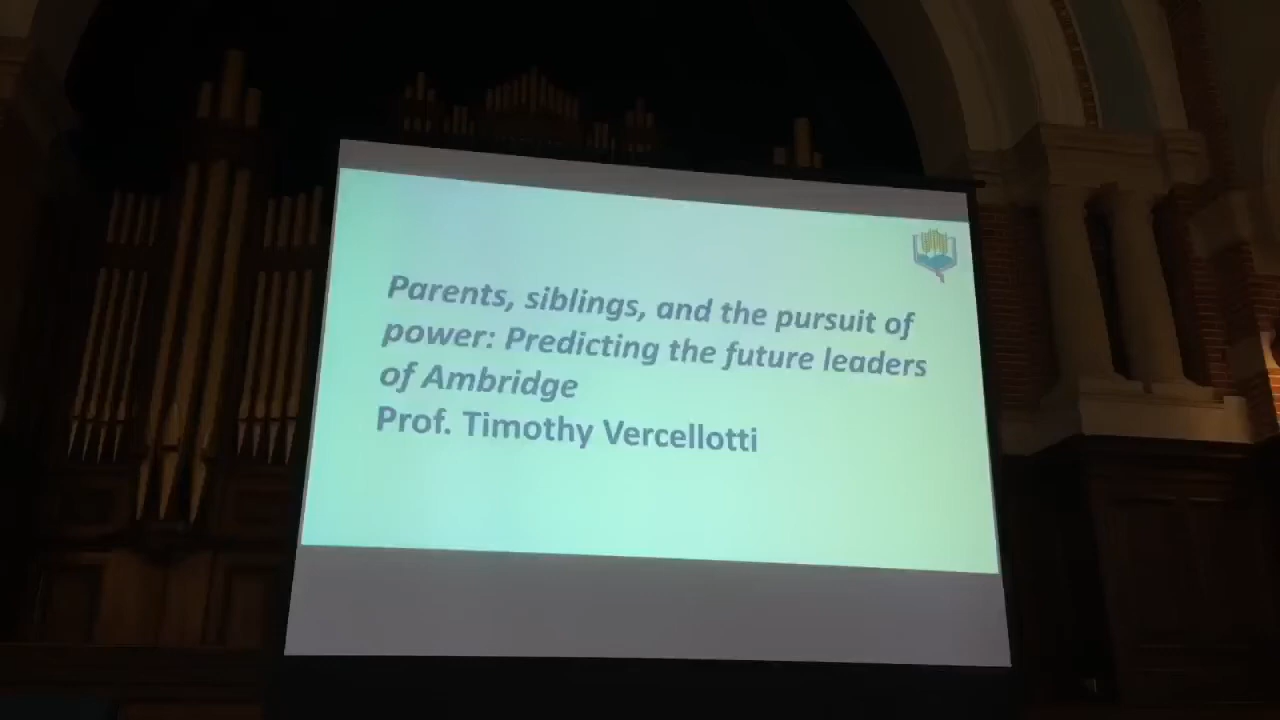 Parents, siblings, and the pursuit of
power: Predicting the future leaders
of Ambridge
Prof. Timothy Vercellotti